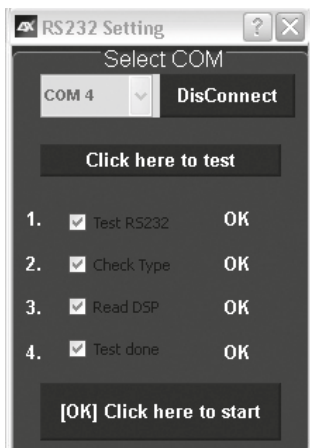 RS232 Setting
Select COM
COM 4 DisConnect
Click here to test
1. Test RS232 OK
2. Check Type OK
3. Read DSP OK
4. Test done OK
[OK] Click here to start